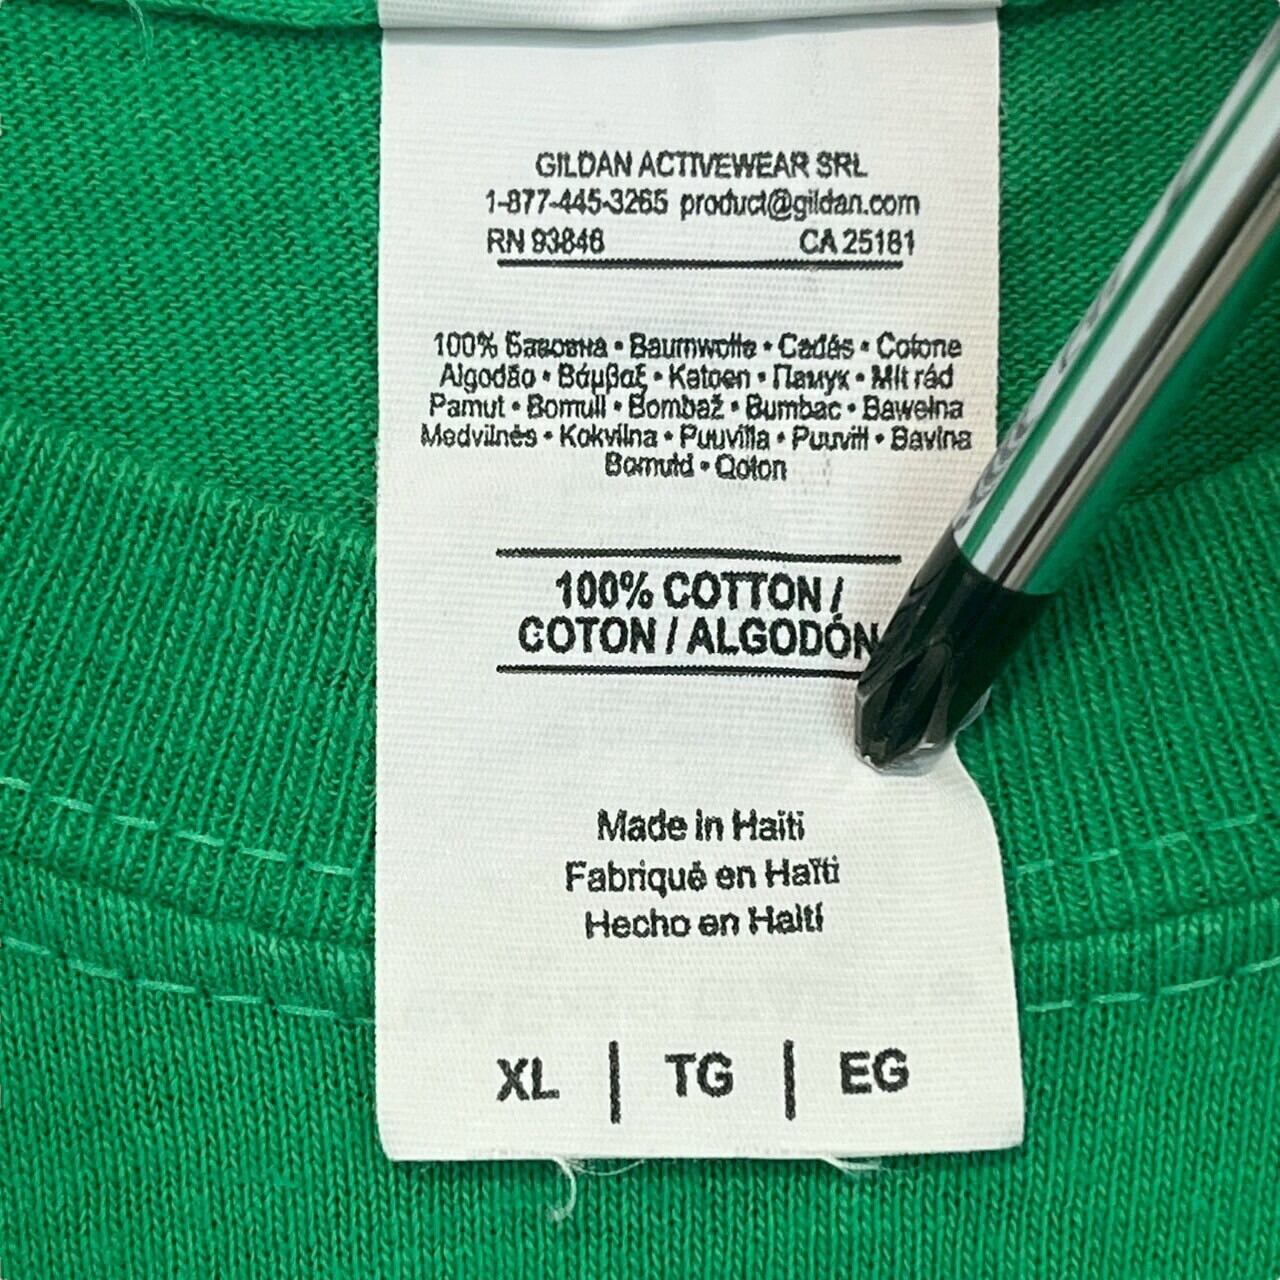 GILDAN ACTIVEWEAR SRL
1-877-445-3265 product@gildan.com
RN 93846 CA 25181
100% Бавовна • Baumwolle • Cadás • Cotone
Algodão • Βάμβαξ • Katoen • Памук • Mit rád
Pamut • Bomull • Bombaž • Bumbac • Bawełna
Medvilnės • Kokvilna • Puuvilla • Puuvill • Bavlna
Bomuld • Qoton
100% COTTON /
COTON / ALGODÓN
Made in Haiti
Fabriqué en Haïti
Hecho en Haití
XL | TG | EG